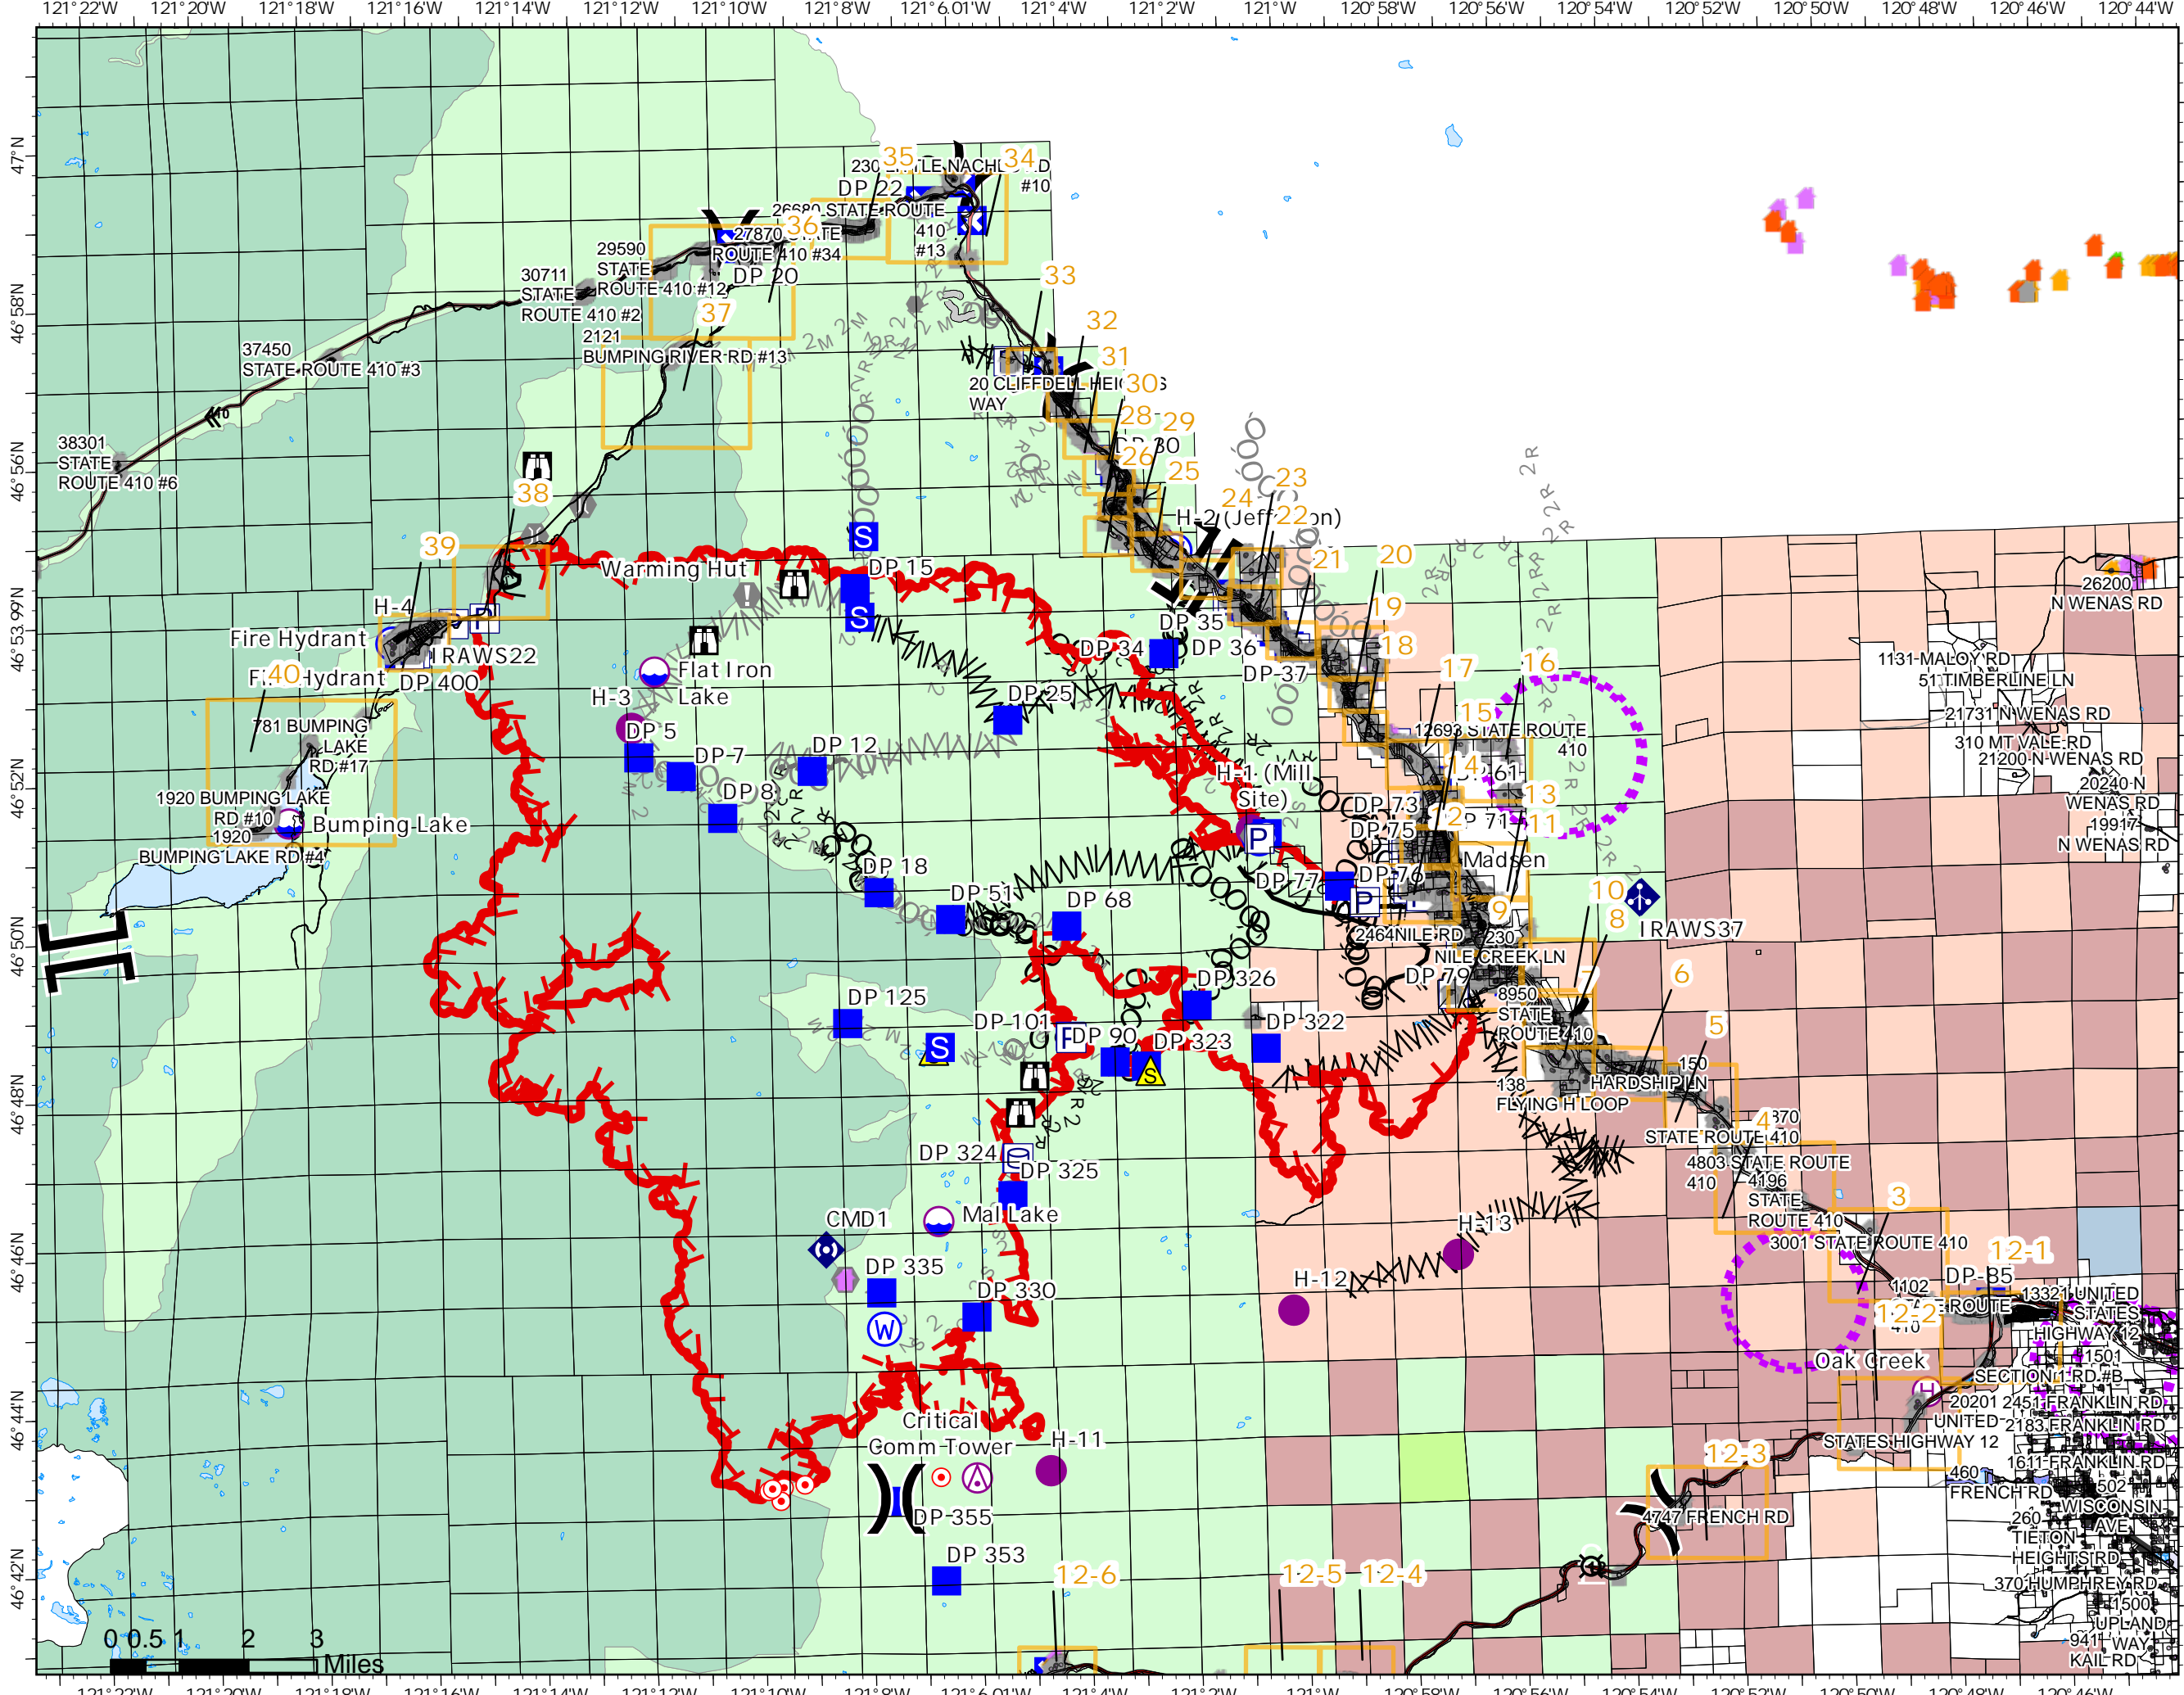 121°22'W 121°20'W 121°18'W 121°16'W 121°14'W 121°12'W 121°10'W 121°8'W 121°6'01"W 121°4'W 121°2'W 121°W 120°58'W 120°56'W 120°54'W 120°52'W 120°50'W 120°48'W 120°46'W 120°44'W
47°N
46°58'N
46°56'N
46°53.99'N
46°52'N
46°50'N
46°48'N
46°46'N
46°44'N
46°42'N
35
34
#10
DP 22
26680 STATE ROUTE
410
#13
36
27870 STATE
ROUTE 410 #34
DP 20
29590
STATE
ROUTE 410 #12
30711
STATE
ROUTE 410 #2
37
2121
BUMPING RIVER RD #13
37450
STATE ROUTE 410 #3
38301
STATE
ROUTE 410 #6
33
32
31
30
20 CLIFFDELL HEIGHTS
WAY
28
29
26
25
24
23
22
21
20
19
18
17
16
15
13
11
10
9
8
7
6
5
4
3
38
39
40
H-4
Fire Hydrant
IRAWS22
DP 400
781 BUMPING
LAKE
RD #17
1920 BUMPING LAKE
RD #10
1920
BUMPING LAKE RD #4
Bumping Lake
Warming Hut
DP 15
Flat Iron
Lake
H-3
DP 5
DP 7
DP 8
DP 12
DP 25
DP 34
DP 35
DP 36
DP 37
H-1 (Mill
Site)
12693 STATE ROUTE
410
DP 73
DP 75
DP 76
DP 77
Madsen
2464 NILE RD
230
NILE CREEK LN
DP 79
IRAWS37
8950
STATE
ROUTE 410
DP 18
DP 51
DP 68
DP 326
DP 322
DP 323
DP 125
DP 101
DP 90
DP 324
DP 325
Mal Lake
CMD1
DP 335
DP 330
W
Critical
Comm Tower
H-11
DP 355
DP 353
H-12
H-13
138
FLYING H LOOP
150
HARDSHIP LN
STATE ROUTE 410
4803 STATE ROUTE
410
4196
STATE
ROUTE 410
3001 STATE ROUTE 410
1102
12-1
12-2
12-3
12-4
12-5
12-6
DP-85
13321 UNITED
STATES
HIGHWAY 12
1501
SECTION 1 RD #B
Oak Creek
20201
UNITED
STATES HIGHWAY 12
2451 FRANKLIN RD
2183 FRANKLIN RD
1611 FRANKLIN RD
460
FRENCH RD
502
WISCONSIN
AVE
4747 FRENCH RD
260
TIETON
HEIGHTS RD
370 HUMPHREY RD
1500
UPLAND
WAY
941
KAIL RD
26200
N WENAS RD
1131 MALOY RD
51 TIMBERLINE LN
21731 N WENAS RD
310 MT VALE RD
21200 N WENAS RD
20240 N
WENAS RD
19917
N WENAS RD
0 0.5 1 2 3
Miles